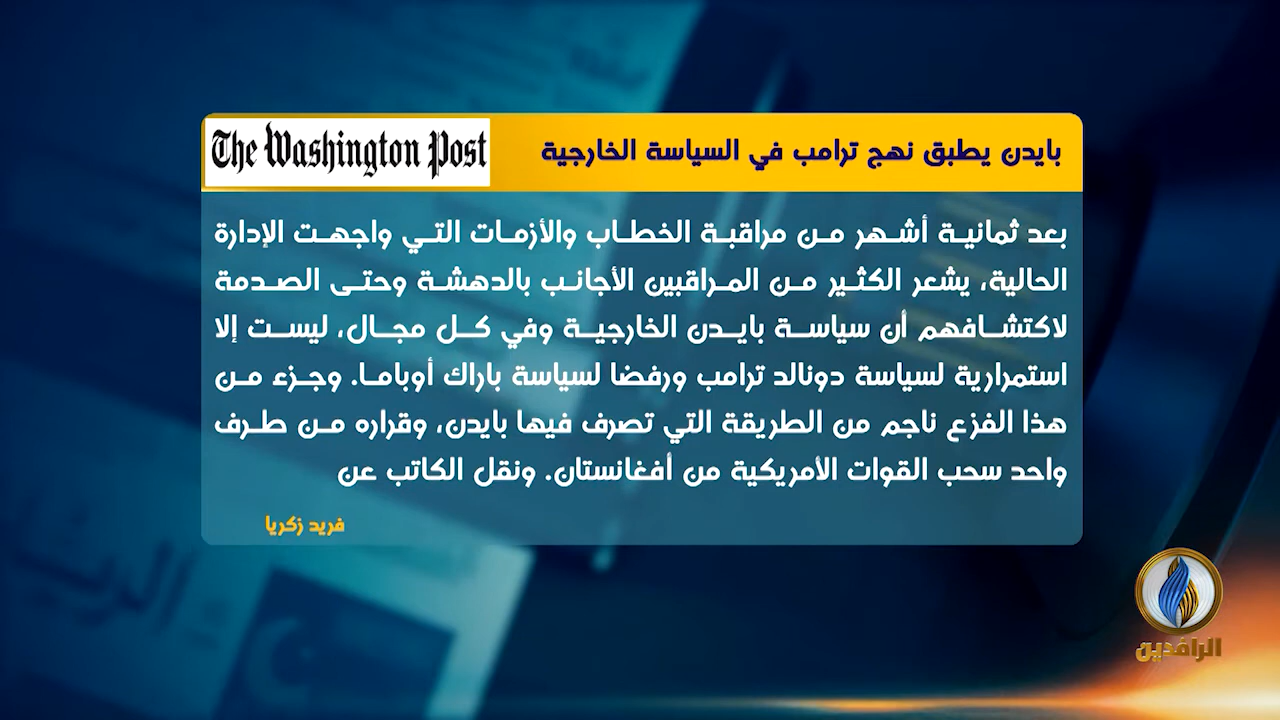 The Washington Post
بايدن يطبق نهج ترامب في السياسة الخارجية
بعد ثمانية أشهر من مراقبة الخطاب والأزمات التي واجهت الإدارة
الحالية، يشعر الكثير من المراقبين الأجانب بالدهشة وحتى الصدمة
لاكتشافهم أن سياسة بايدن الخارجية وفي كل مجال، ليست إلا
استمرارية لسياسة دونالد ترامب ورفضا لسياسة باراك أوباما. وجزء من
هذا الفزع ناجم من الطريقة التي تصرف فيها بايدن، وقراره من طرف
واحد سحب القوات الأمريكية من أفغانستان. ونقل الكاتب عن
فريد زكريا
الرافدين